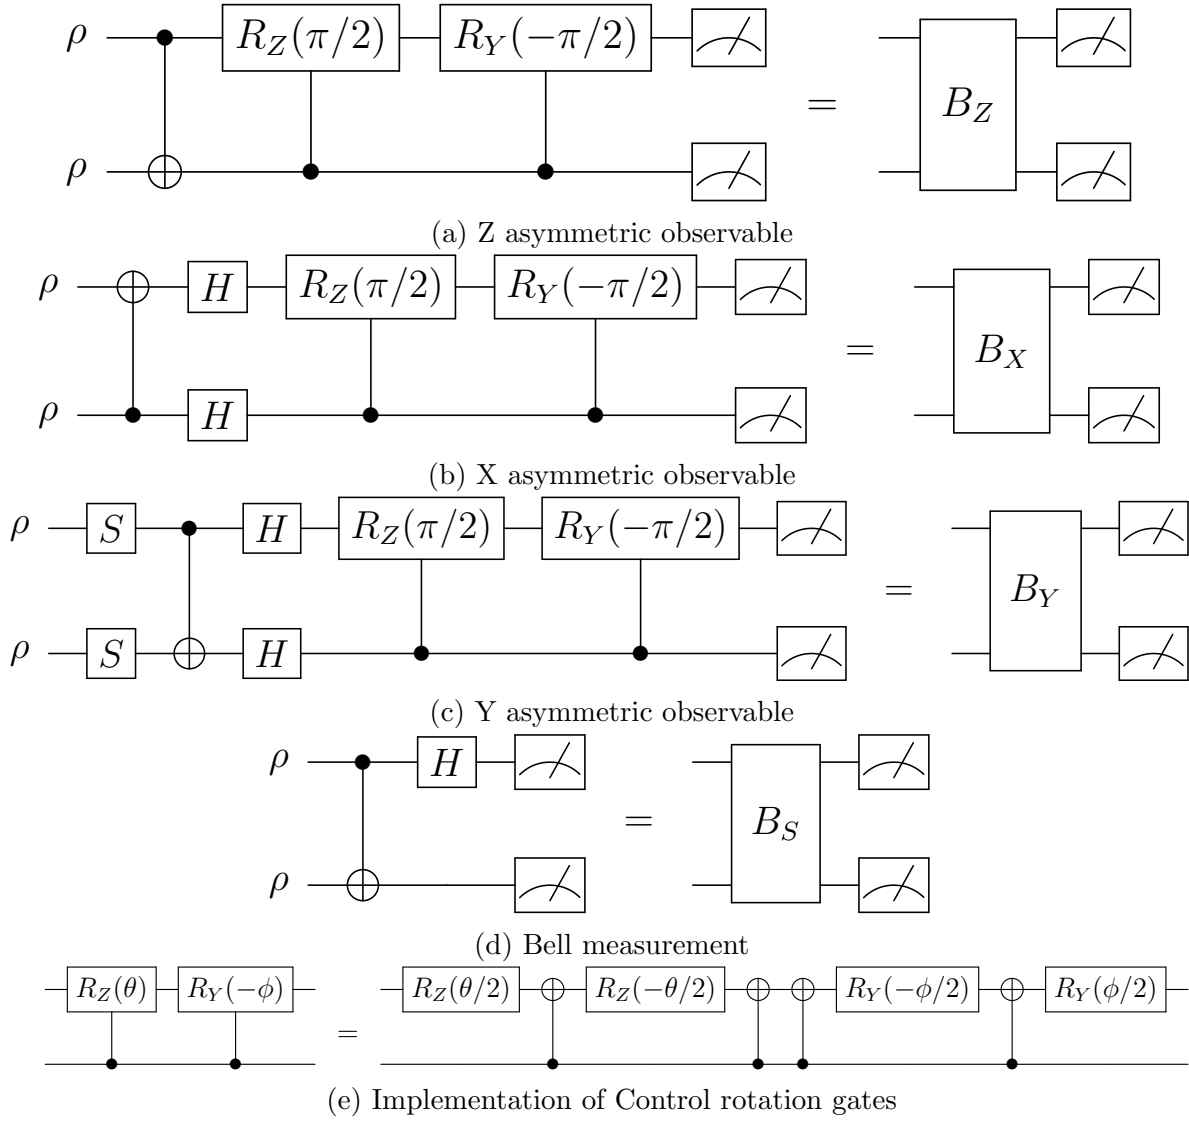 ρ R_Z(π/2) R_Y(−π/2)
= B_Z
ρ
(a) Z asymmetric observable
ρ H R_Z(π/2) R_Y(−π/2)
= B_X
ρ H
(b) X asymmetric observable
ρ S H R_Z(π/2) R_Y(−π/2)
= B_Y
ρ S H
(c) Y asymmetric observable
ρ H
= B_S
ρ
(d) Bell measurement
R_Z(θ) R_Y(−ϕ) R_Z(θ/2) R_Z(−θ/2) R_Y(−ϕ/2) R_Y(ϕ/2)
=
(e) Implementation of Control rotation gates